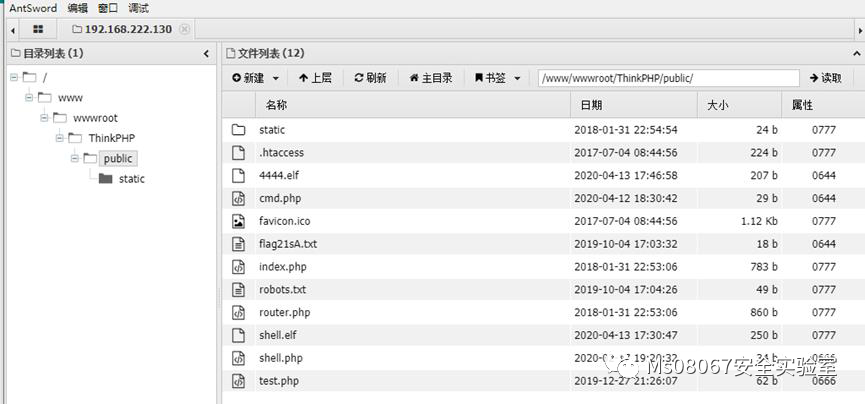 AntSword 编辑 窗口 调试
192.168.222.130
目录列表 (1)
/
www
wwwroot
ThinkPHP
public
static
文件列表 (12)
新建 上层 刷新 主目录 书签 /www/wwwroot/ThinkPHP/public/ 读取
名称 日期 大小 属性
static 2018-01-31 22:54:54 24 b 0777
.htaccess 2017-07-04 08:44:56 224 b 0777
4444.elf 2020-04-13 17:46:58 207 b 0644
cmd.php 2020-04-12 18:30:42 29 b 0644
favicon.ico 2017-07-04 08:44:56 1.12 Kb 0777
flag21sA.txt 2019-10-04 17:03:32 18 b 0644
index.php 2018-01-31 22:53:06 783 b 0777
robots.txt 2019-10-04 17:04:26 49 b 0777
router.php 2018-01-31 22:53:06 860 b 0777
shell.elf 2020-04-13 17:30:47 250 b 0777
shell.php
test.php 2019-12-27 21:26:07 62 b 0666
Ms08067安全实验室